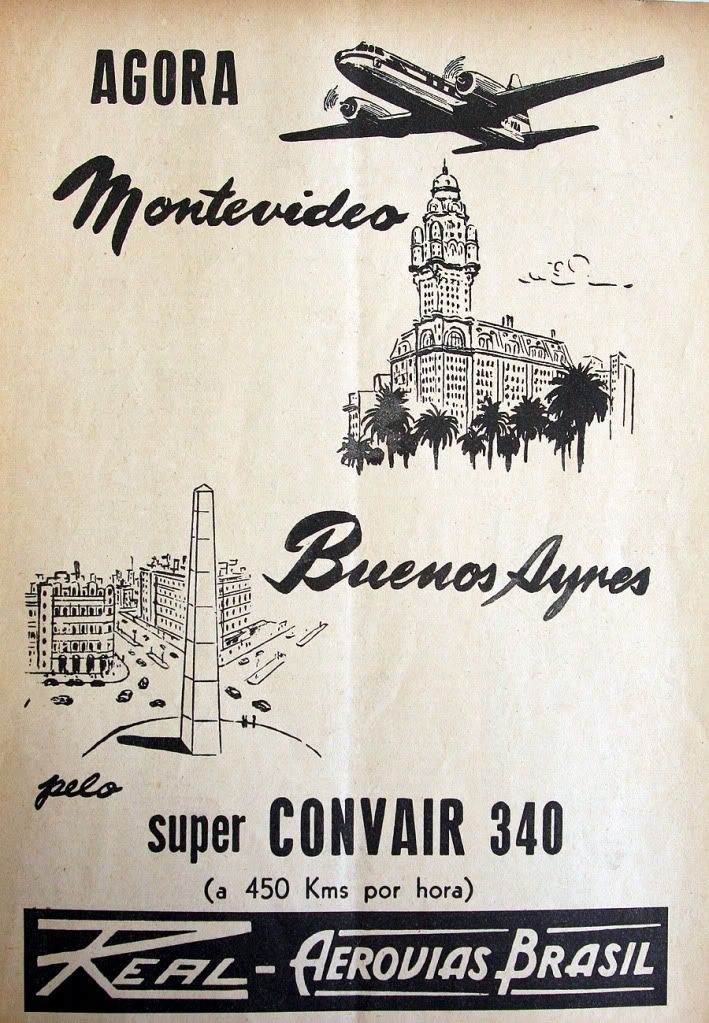 AGORA
Montevideo
Buenos Ayres
pelo
super CONVAIR 340
(a 450 Kms por hora)
REAL - AEROVIAS BRASIL